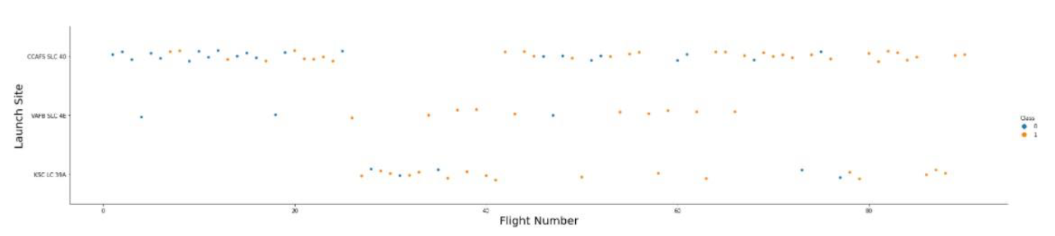 CCAFS SLC 40
VAFB SLC 4E
KSC LC 39A
Launch Site
0 20 40 60 80
Flight Number
Class
0
1